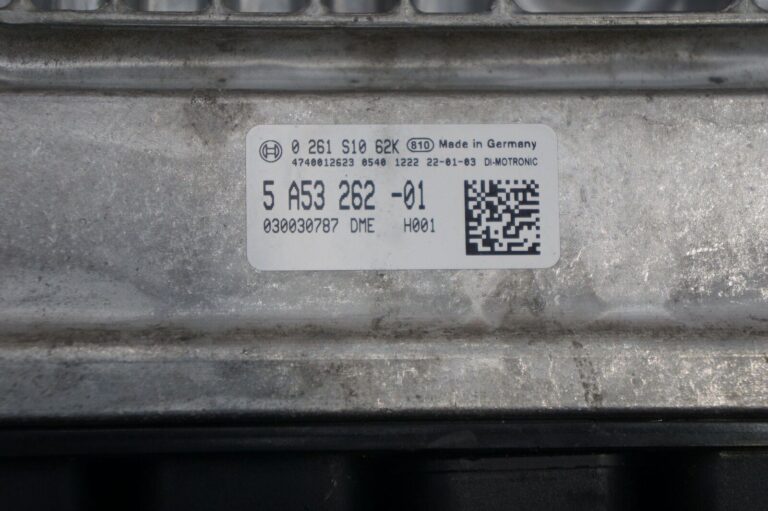 0 261 S10 62K 810 Made in Germany
4740012623 0540 1222 22-01-03 DI-MOTRONIC
5 A53 262 -01
030030787 DME H001